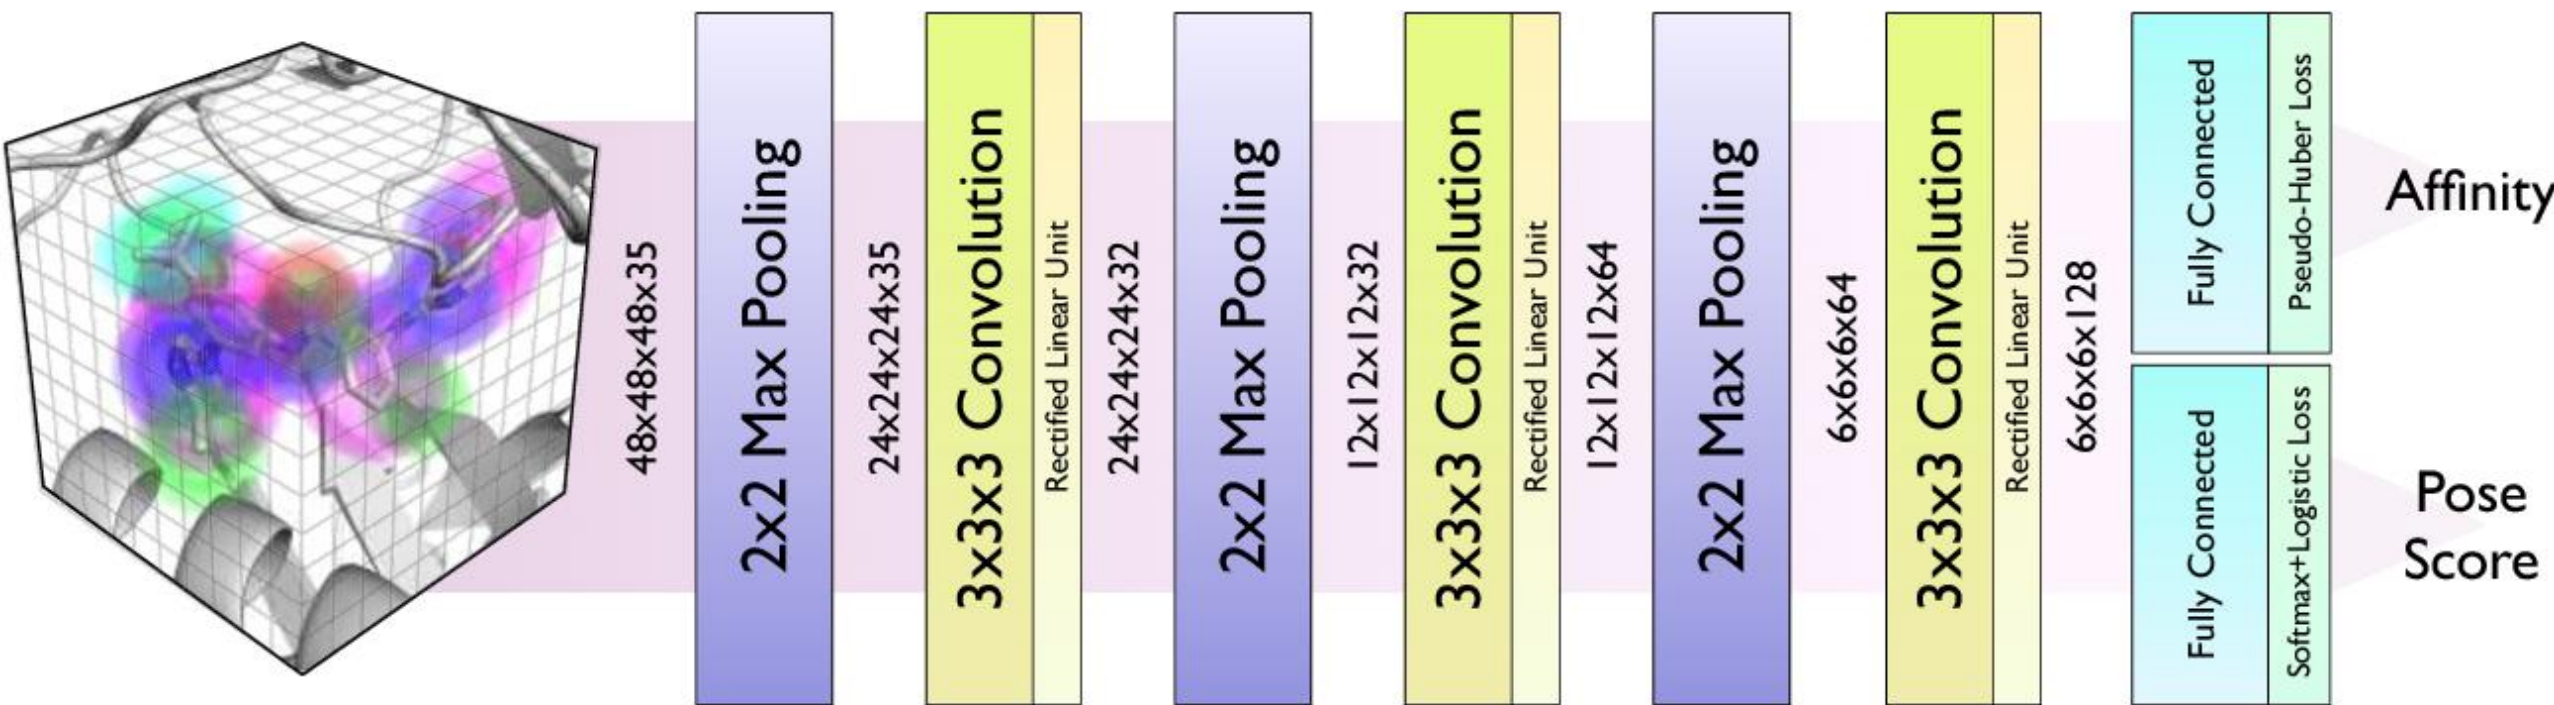 48x48x48x35
2x2 Max Pooling
24x24x24x35
3x3x3 Convolution
Rectified Linear Unit
24x24x24x32
2x2 Max Pooling
12x12x12x32
3x3x3 Convolution
Rectified Linear Unit
12x12x12x64
2x2 Max Pooling
6x6x6x64
3x3x3 Convolution
Rectified Linear Unit
6x6x6x128
Fully Connected
Pseudo-Huber Loss
Affinity
Fully Connected
Softmax+Logistic Loss
Pose
Score